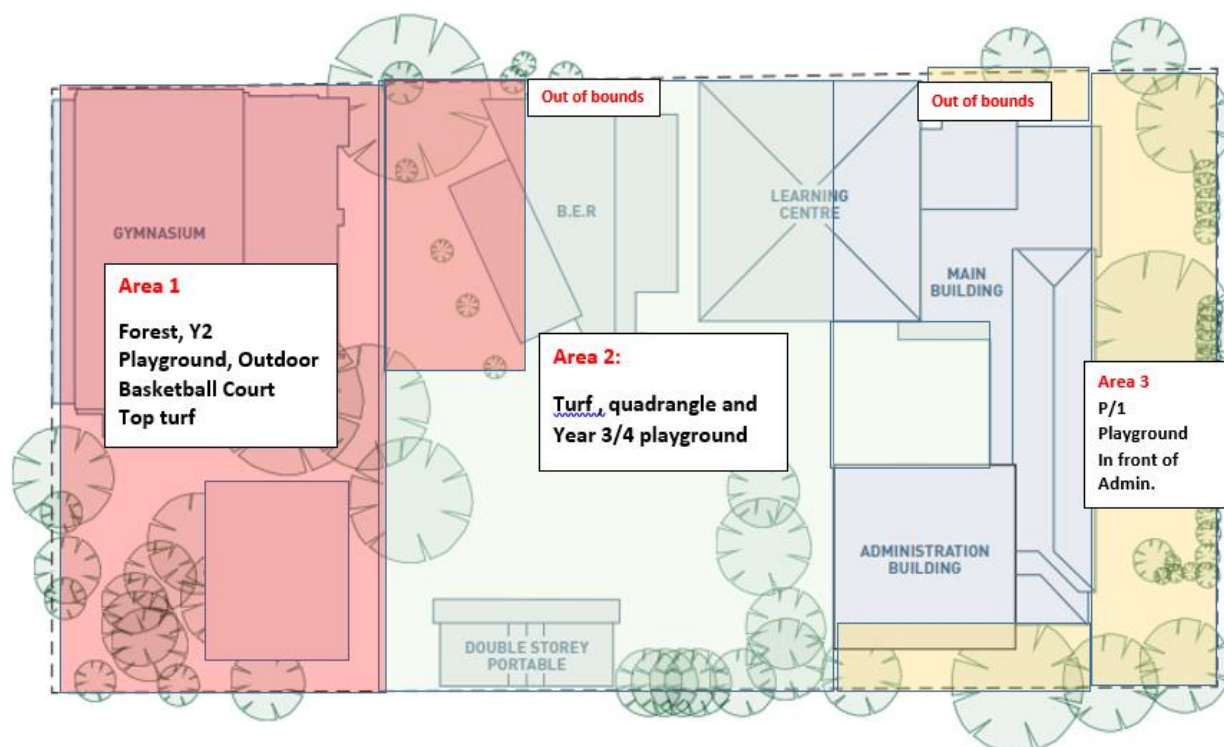 Out of bounds
Out of bounds
GYMNASIUM
B.E.R
LEARNING
CENTRE
MAIN
BUILDING
Area 1
Forest, Y2
Playground, Outdoor
Basketball Court
Top turf
Area 2:
Turf , quadrangle and
Year 3/4 playground
Area 3
P/1
Playground
In front of
Admin.
ADMINISTRATION
BUILDING
DOUBLE STOREY
PORTABLE